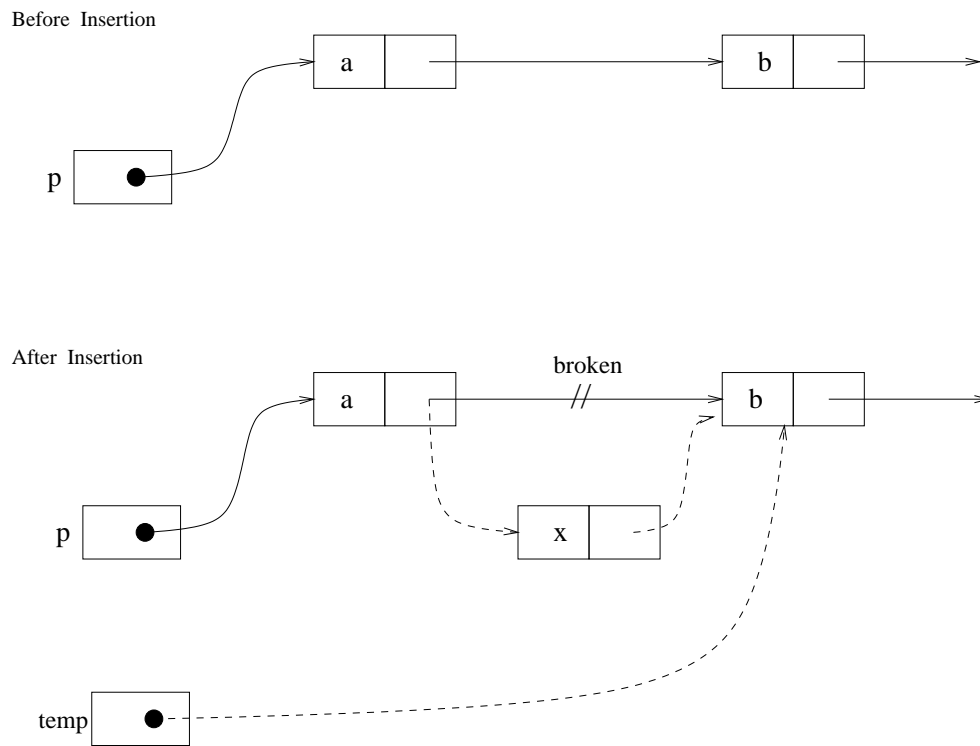 Before Insertion
a
b
p
After Insertion
broken
a
b
p
x
temp